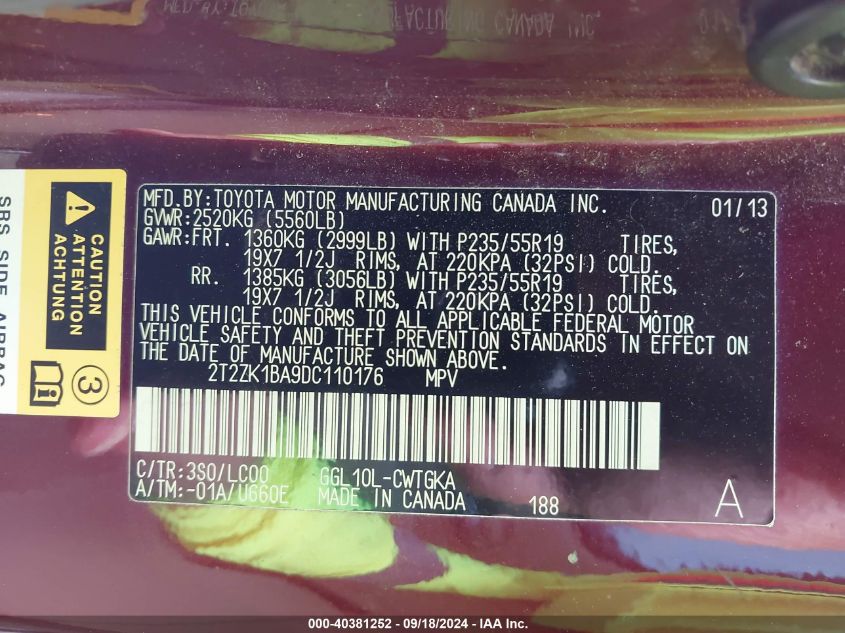 MFD.BY:TOYOTA MOTOR MANUFACTURING CANADA INC. 01/13
GVWR:2520KG (5560LB)
GAWR:FRT. 1360KG (2999LB) WITH P235/55R19 TIRES,
19X7 1/2J RIMS, AT 220KPA (32PSI) COLD.
RR. 1385KG (3056LB) WITH P235/55R19 TIRES,
19X7 1/2J RIMS, AT 220KPA (32PSI) COLD.
THIS VEHICLE CONFORMS TO ALL APPLICABLE FEDERAL MOTOR
VEHICLE SAFETY AND THEFT PREVENTION STANDARDS IN EFFECT ON
THE DATE OF MANUFACTURE SHOWN ABOVE.
2T2ZK1BA9DC110176 MPV
C/TR:3S0/LC00 GGL10L-CWTGKA
A/TM:-01A/U660E MADE IN CANADA 188 A
CAUTION
ATTENTION
ACHTUNG
SRS SIDE AIRBAG
3
000-40381252 - 09/18/2024 - IAA Inc.